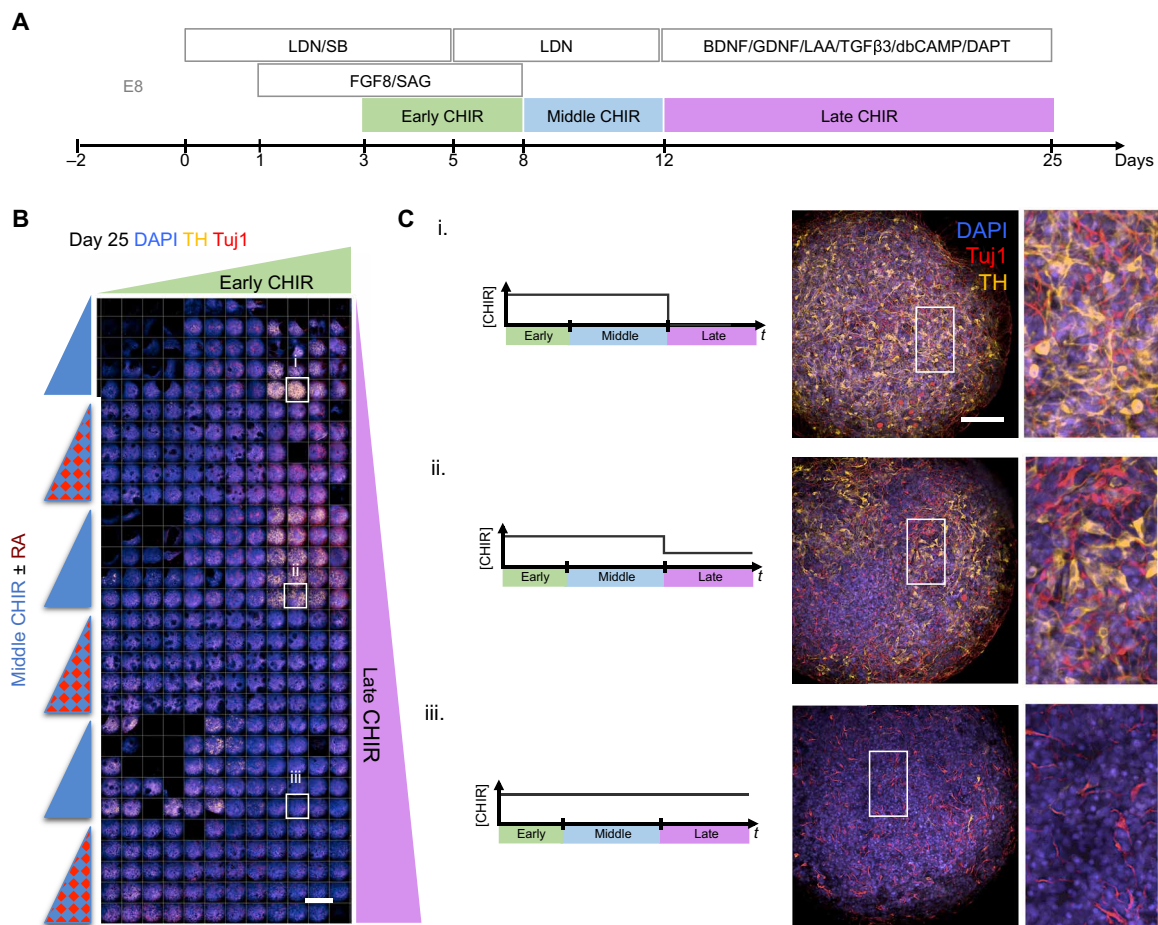 A
LDN/SB
LDN
BDNF/GDNF/LAA/TGFβ3/dbCAMP/DAPT
E8
FGF8/SAG
Early CHIR
Middle CHIR
Late CHIR
–2
0
1
3
5
8
12
25
Days
B
Day 25 DAPI TH Tuj1
Early CHIR
Middle CHIR ± RA
Late CHIR
i
ii
iii
C
i.
[CHIR]
Early
Middle
Late
t
DAPI
Tuj1
TH
ii.
[CHIR]
Early
Middle
Late
t
iii.
[CHIR]
Early
Middle
Late
t